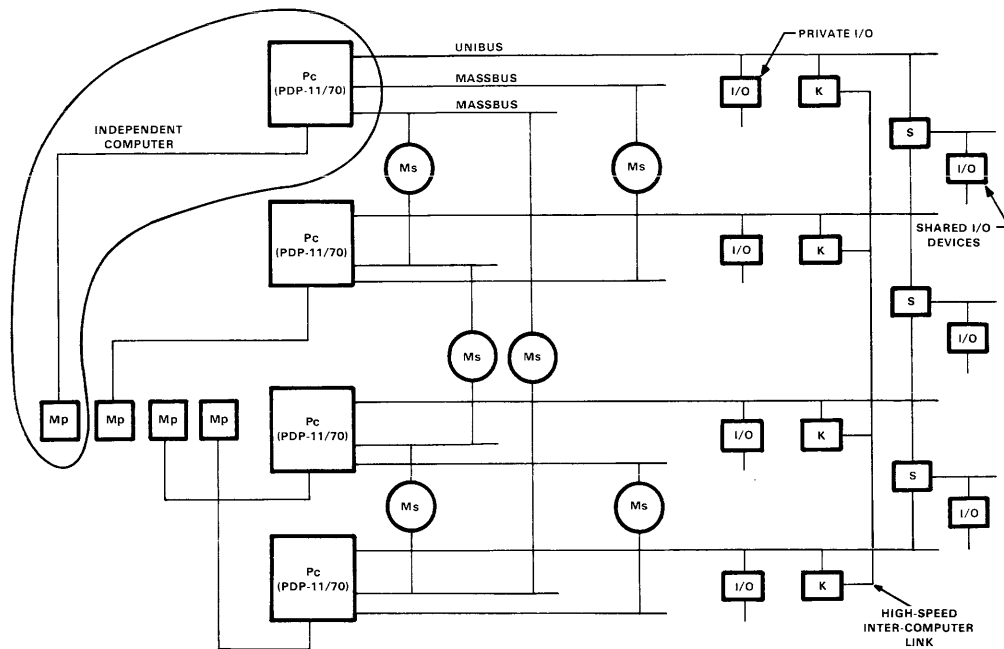 UNIBUS
PRIVATE I/O
Pc
(PDP-11/70)
MASSBUS
MASSBUS
I/O
K
INDEPENDENT
COMPUTER
S
Ms
Ms
I/O
SHARED I/O
DEVICES
Pc
(PDP-11/70)
I/O
K
S
Ms
Ms
I/O
Mp
Mp
Mp
Mp
Pc
(PDP-11/70)
I/O
K
S
Ms
Ms
I/O
Pc
(PDP-11/70)
I/O
K
HIGH-SPEED
INTER-COMPUTER
LINK